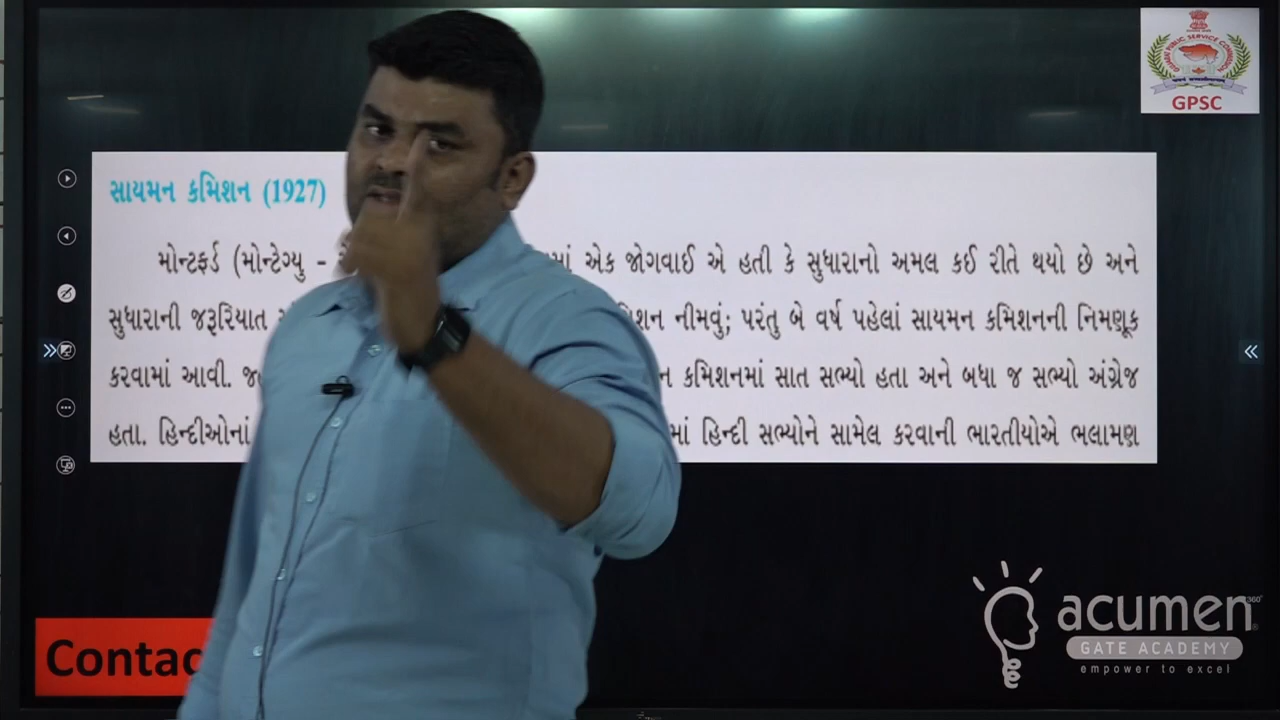 GPSC
સાયમન કમિશન (1927)
મોન્ટફર્ડ (મોન્ટેગ્યુ - એક જોગવાઈ એ હતી કે સુધારાનો અમલ કઈ રીતે થયો છે અને
સુધારાની જરૂરિયાત નીમવું; પરંતુ બે વર્ષ પહેલાં સાયમન કમિશનની નિમણૂક
કરવામાં આવી. કમિશનમાં સાત સભ્યો હતા અને બધા જ સભ્યો અંગ્રેજ
હતા. હિન્દીઓનાં હિન્દી સભ્યોને સામેલ કરવાની ભારતીયોએ ભલામણ
acumen
GATE ACADEMY
empower to excel